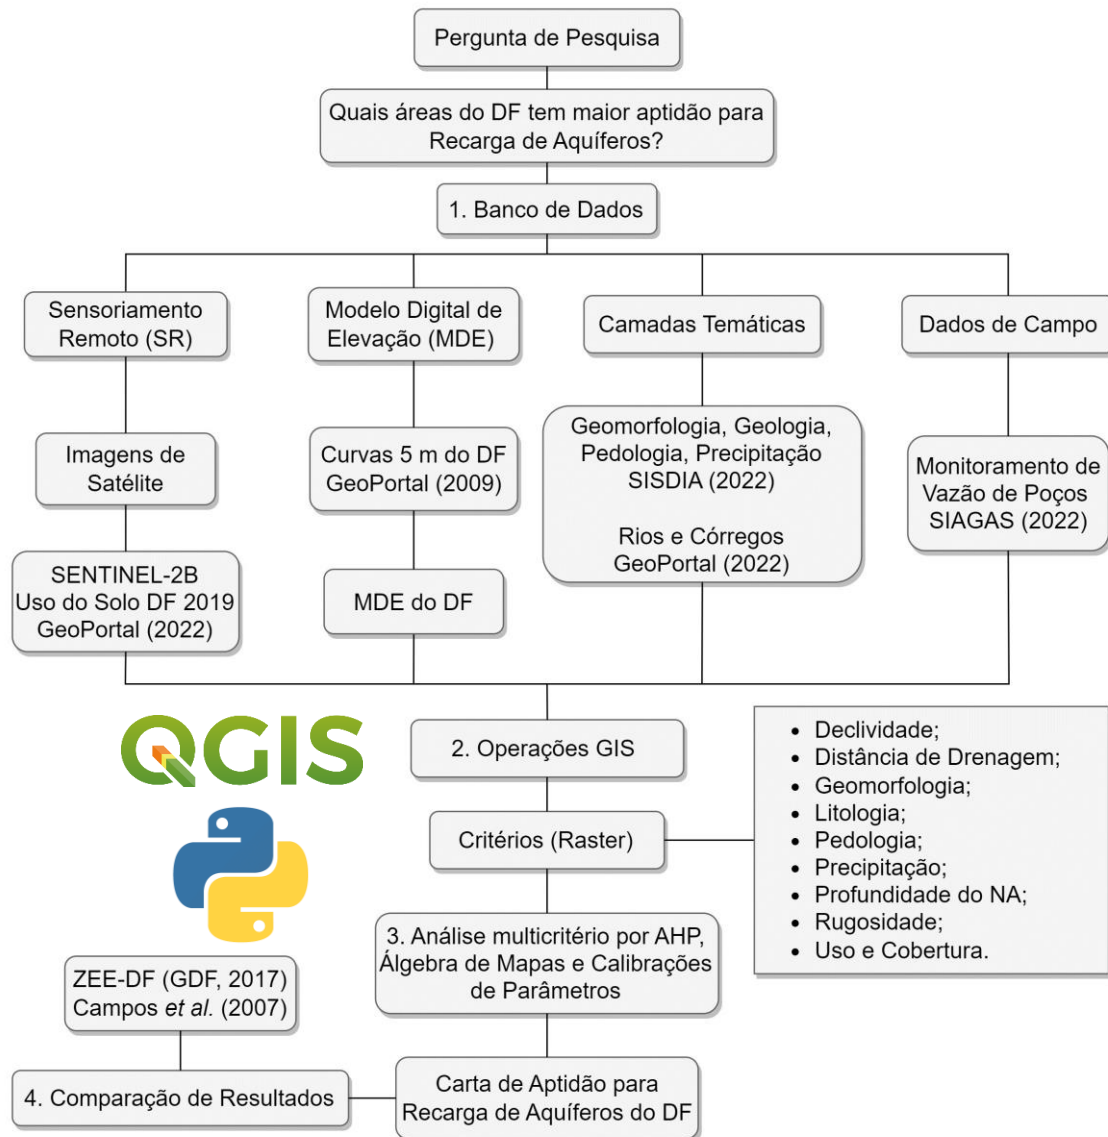 Pergunta de Pesquisa
Quais áreas do DF tem maior aptidão para
Recarga de Aquíferos?
1. Banco de Dados
Sensoriamento
Remoto (SR)
Modelo Digital de
Elevação (MDE)
Camadas Temáticas
Dados de Campo
Imagens de
Satélite
Curvas 5 m do DF
GeoPortal (2009)
Geomorfologia, Geologia,
Pedologia, Precipitação
SISDIA (2022)
Rios e Córregos
GeoPortal (2022)
Monitoramento de
Vazão de Poços
SIAGAS (2022)
SENTINEL-2B
Uso do Solo DF 2019
GeoPortal (2022)
MDE do DF
QGIS
2. Operações GIS
Critérios (Raster)
• Declividade;
• Distância de Drenagem;
• Geomorfologia;
• Litologia;
• Pedologia;
• Precipitação;
• Profundidade do NA;
• Rugosidade;
• Uso e Cobertura.
3. Análise multicritério por AHP,
Álgebra de Mapas e Calibrações
de Parâmetros
ZEE-DF (GDF, 2017)
Campos et al. (2007)
4. Comparação de Resultados
Carta de Aptidão para
Recarga de Aquíferos do DF